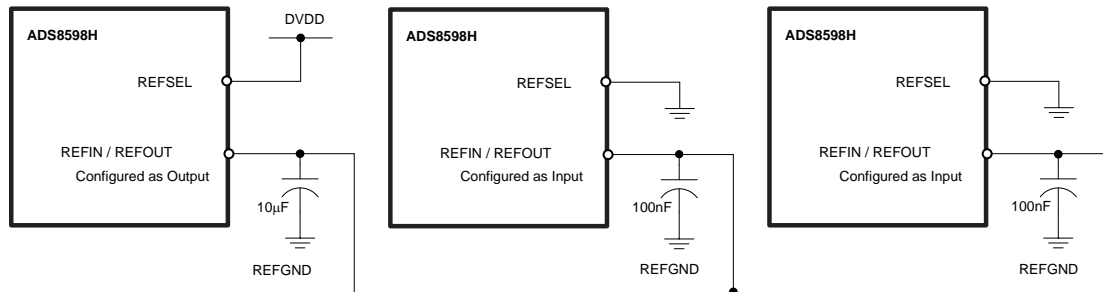 DVDD
ADS8598H
REFSEL
REFIN / REFOUT
Configured as Output
10μF
REFGND
ADS8598H
REFSEL
REFIN / REFOUT
Configured as Input
100nF
REFGND
ADS8598H
REFSEL
REFIN / REFOUT
Configured as Input
100nF
REFGND